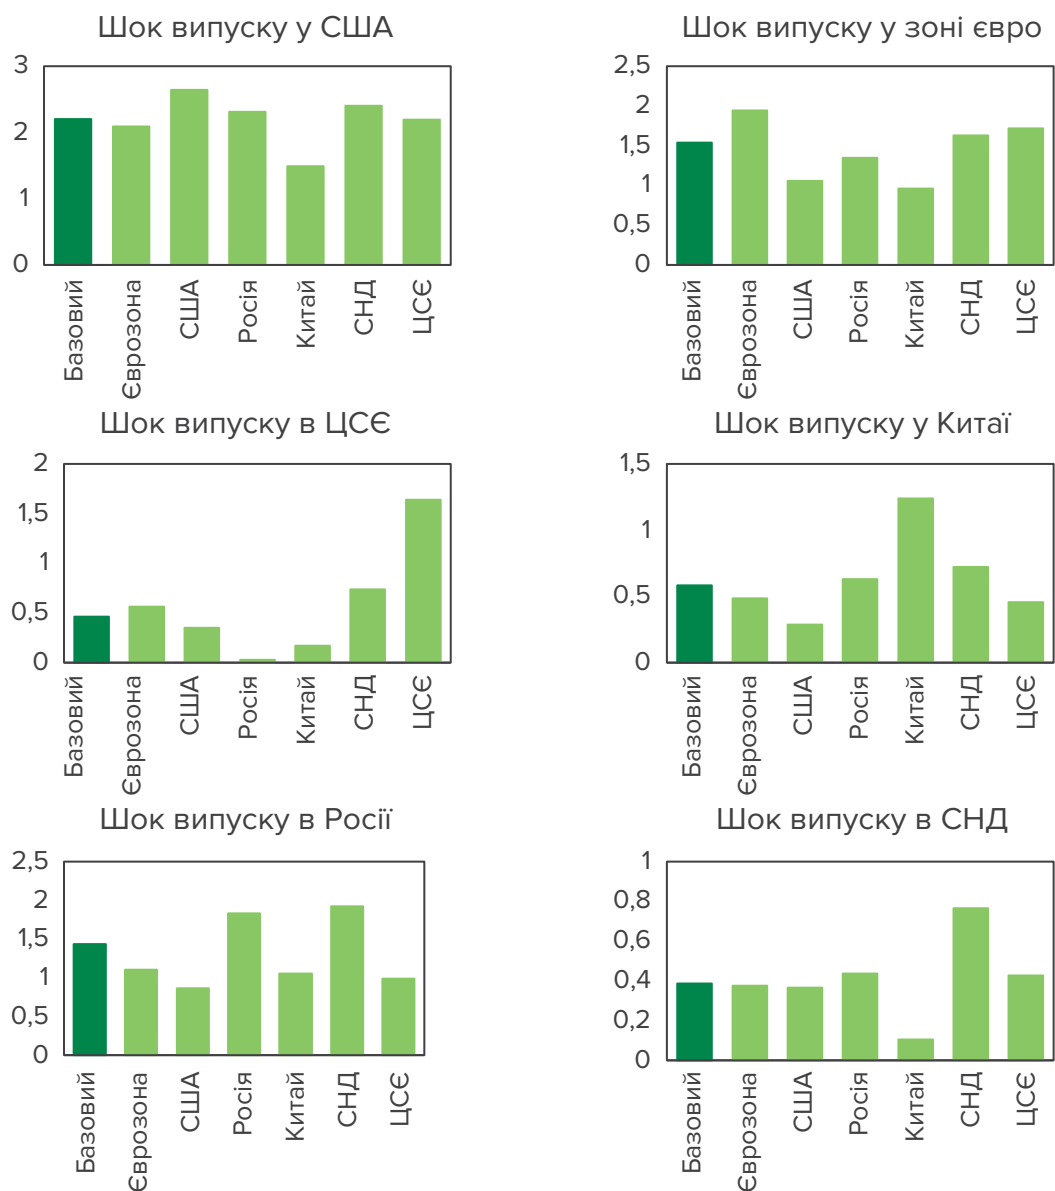 Шок випуску у США
3
2
1
0
Базовий
Єврозона
США
Росія
Китай
СНД
ЦСЄ
Шок випуску у зоні євро
2,5
2
1,5
1
0,5
0
Базовий
Єврозона
США
Росія
Китай
СНД
ЦСЄ
Шок випуску в ЦСЄ
2
1,5
1
0,5
0
Базовий
Єврозона
США
Росія
Китай
СНД
ЦСЄ
Шок випуску у Китаї
1,5
1
0,5
0
Базовий
Єврозона
США
Росія
Китай
СНД
ЦСЄ
Шок випуску в Росії
2,5
2
1,5
1
0,5
0
Базовий
Єврозона
США
Росія
Китай
СНД
ЦСЄ
Шок випуску в СНД
1
0,8
0,6
0,4
0,2
0
Базовий
Єврозона
США
Росія
Китай
СНД
ЦСЄ